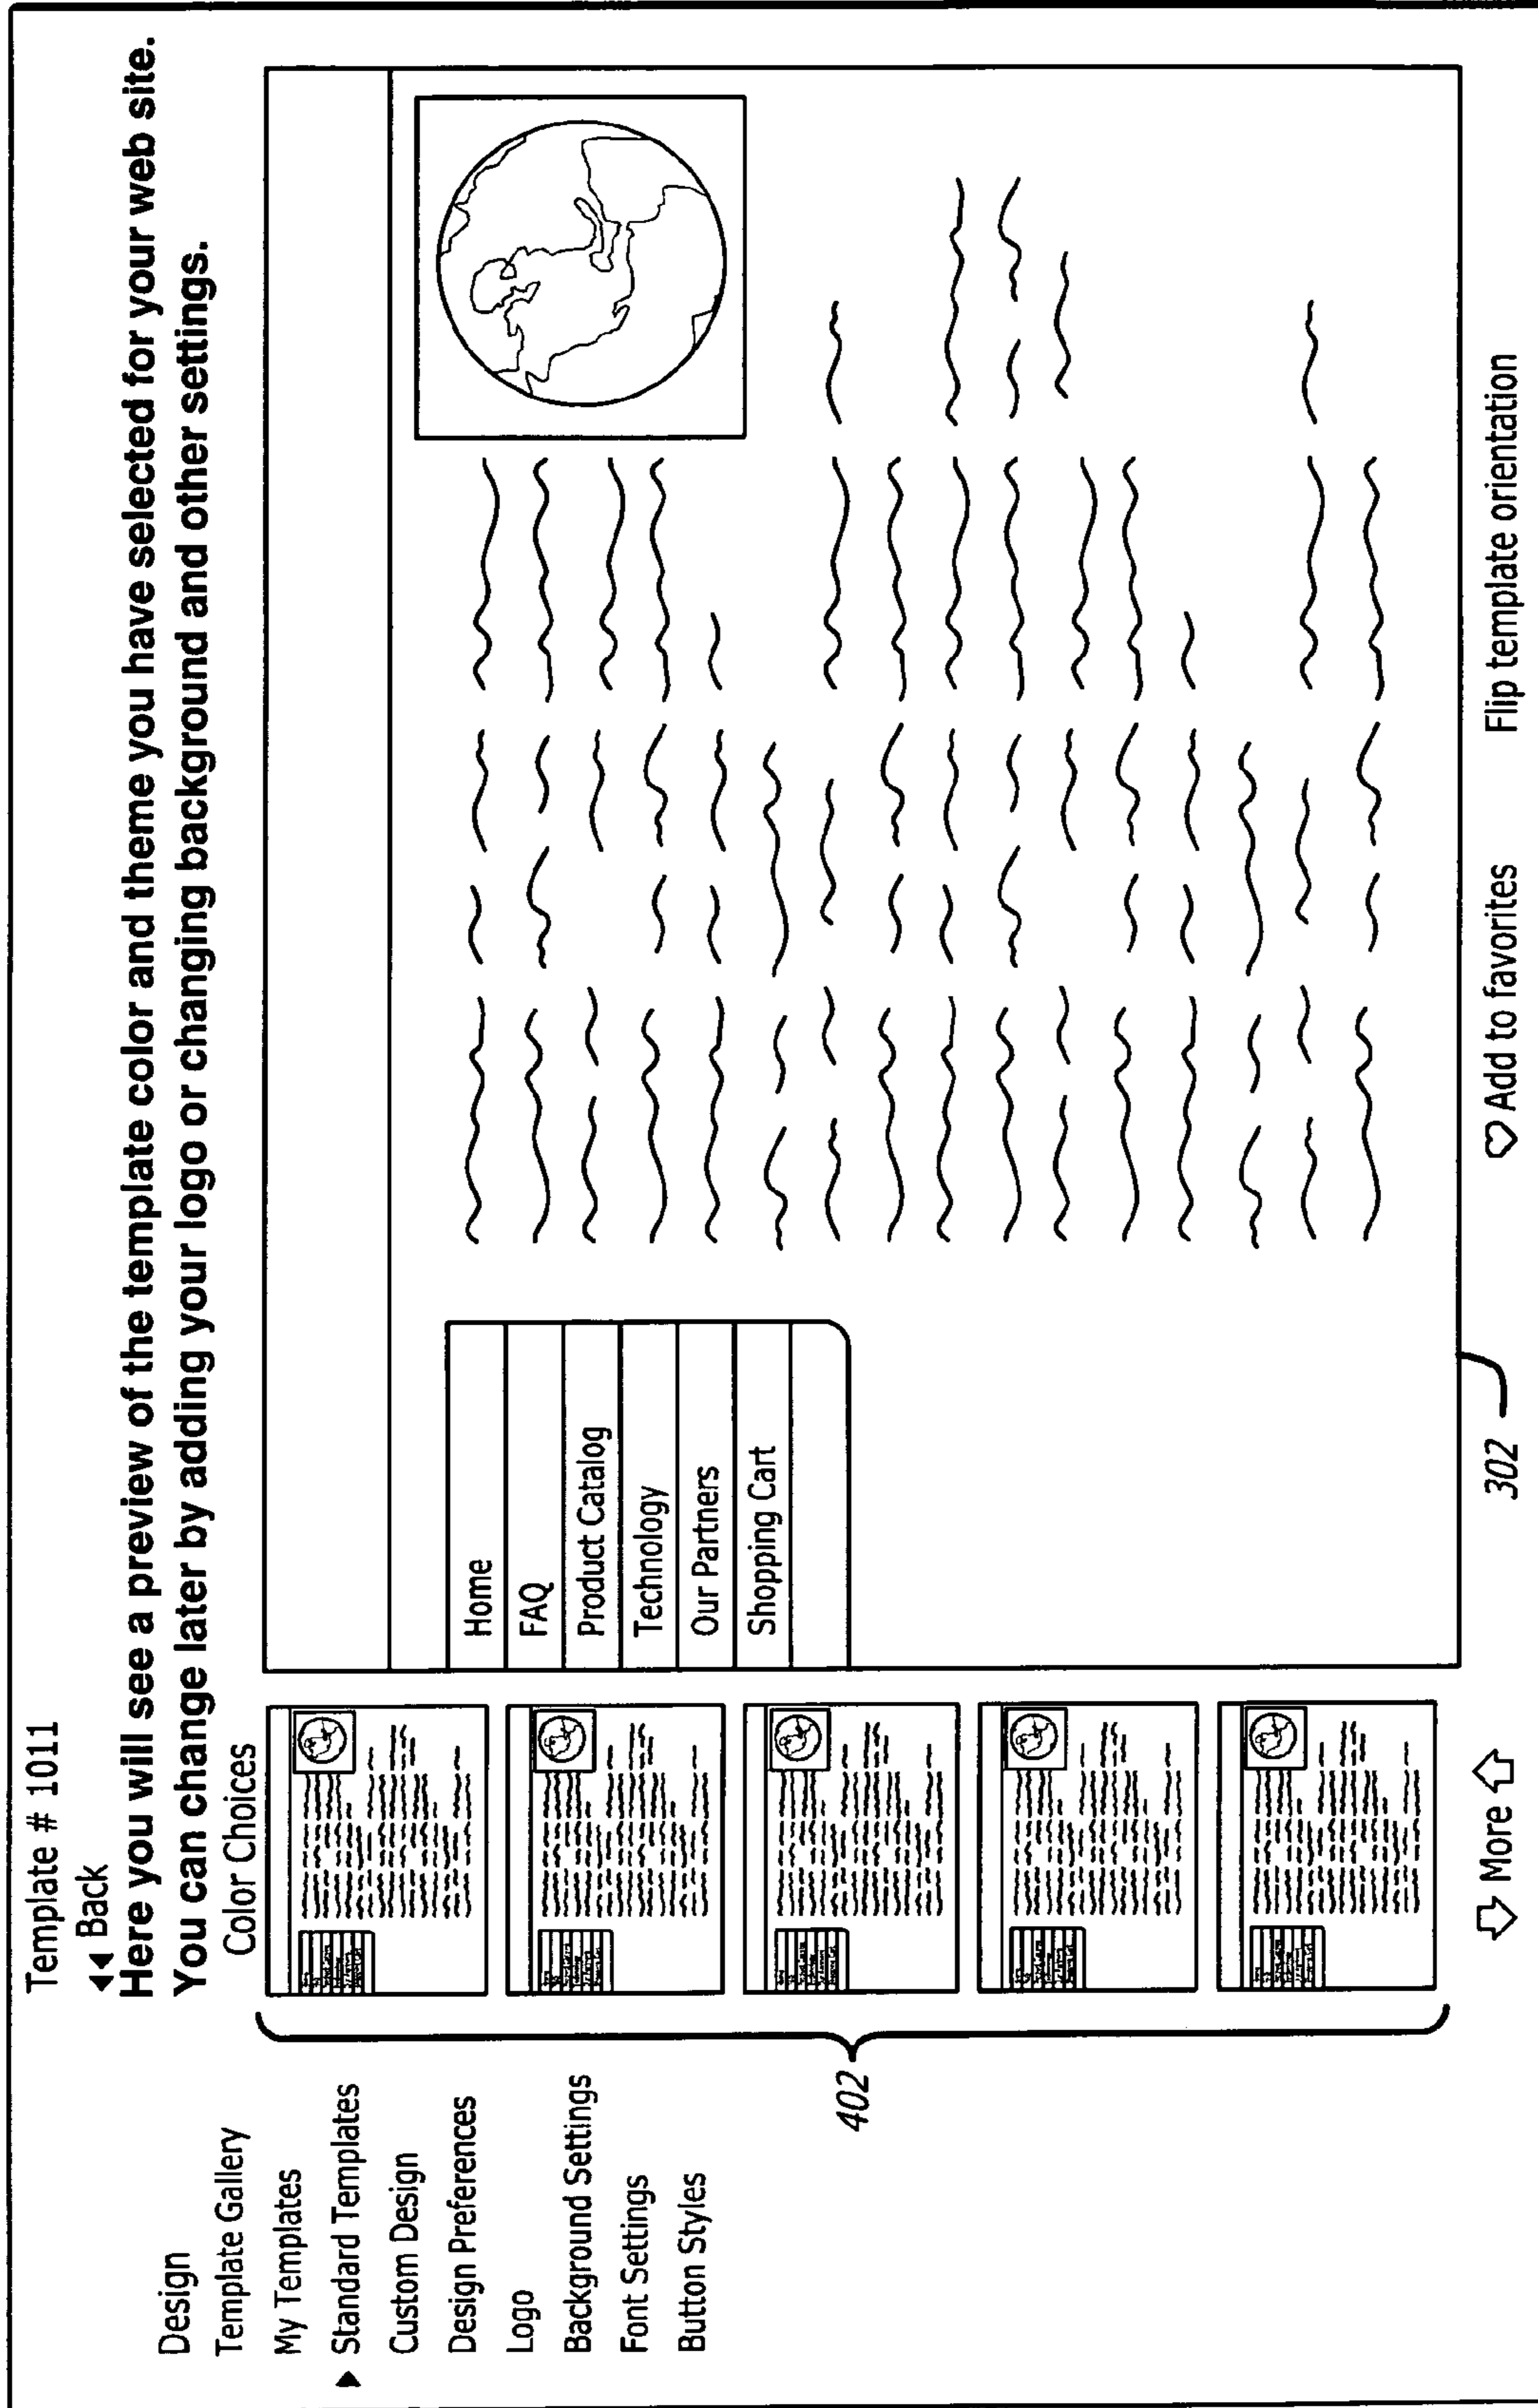 Template # 1011
Back
Here you will see a preview of the template color and theme you have selected for your web site.
You can change later by adding your logo or changing background and other settings.
Design
Template Gallery
My Templates
Standard Templates
Custom Design
Design Preferences
Logo
Background Settings
Font Settings
Button Styles
402
Color Choices
More
Home
FAQ
Product Catalog
Technology
Our Partners
Shopping Cart
302
Add to favorites
Flip template orientation